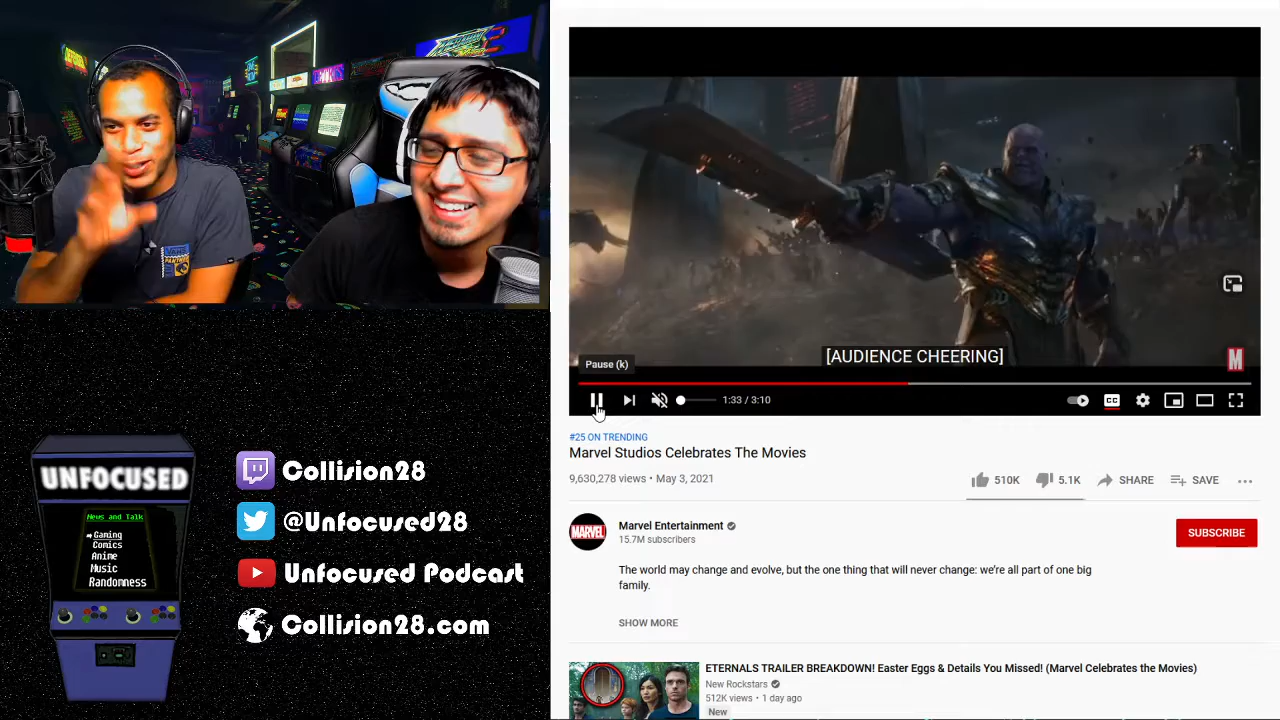 TETRIS
[AUDIENCE CHEERING]
M
Pause (k)
1:33 / 3:10
CC
#25 ON TRENDING
Marvel Studios Celebrates The Movies
9,630,278 views • May 3, 2021
510K
5.1K
SHARE
SAVE
MARVEL
Marvel Entertainment
15.7M subscribers
SUBSCRIBE
The world may change and evolve, but the one thing that will never change: we're all part of one big
family.
SHOW MORE
ETERNALS TRAILER BREAKDOWN! Easter Eggs & Details You Missed! (Marvel Celebrates the Movies)
New Rockstars
512K views • 1 day ago
New
UNFOCUSED
News and Talk
Gaming
Comics
Anime
Music
Randomness
Collision28
@Unfocused28
Unfocused Podcast
Collision28.com